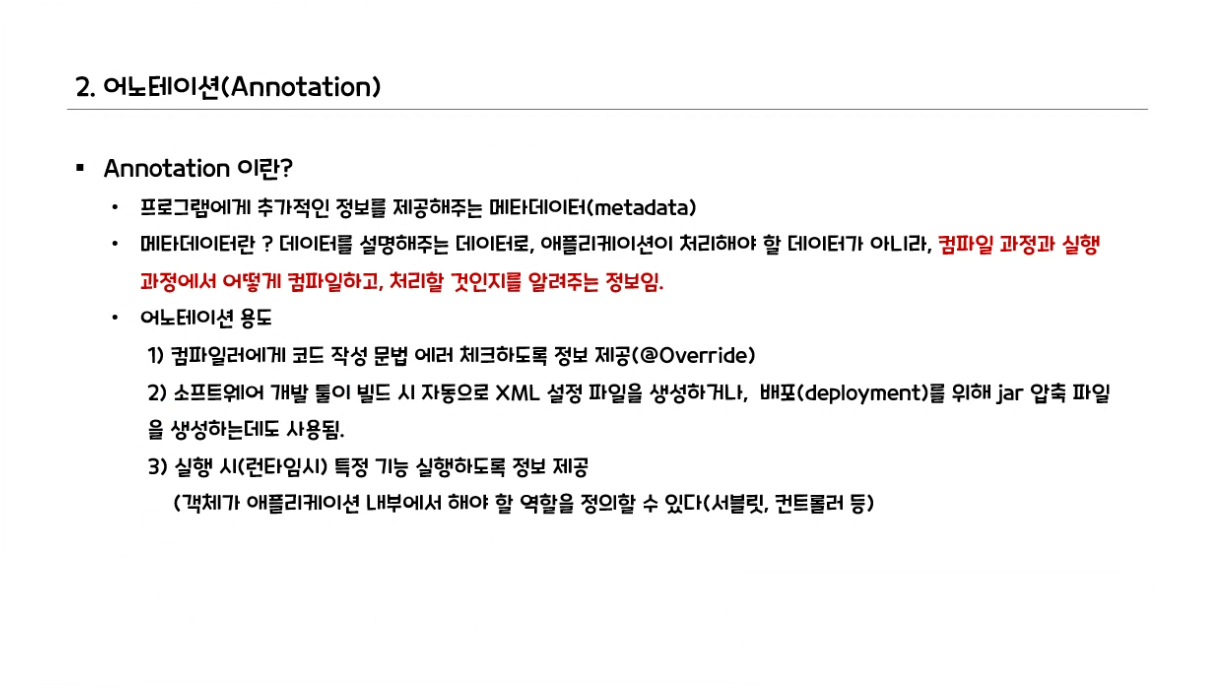 2. 어노테이션(Annotation)
▪ Annotation 이란?
• 프로그램에게 추가적인 정보를 제공해주는 메타데이터(metadata)
• 메타데이터란 ? 데이터를 설명해주는 데이터로, 애플리케이션이 처리해야 할 데이터가 아니라, 컴파일 과정과 실행
과정에서 어떻게 컴파일하고, 처리할 것인지를 알려주는 정보임.
• 어노테이션 용도
1) 컴파일러에게 코드 작성 문법 에러 체크하도록 정보 제공(@Override)
2) 소프트웨어 개발 툴이 빌드 시 자동으로 XML 설정 파일을 생성하거나, 배포(deployment)를 위해 jar 압축 파일
을 생성하는데도 사용됨.
3) 실행 시(런타임시) 특정 기능 실행하도록 정보 제공
(객체가 애플리케이션 내부에서 해야 할 역할을 정의할 수 있다(서블릿, 컨트롤러 등)